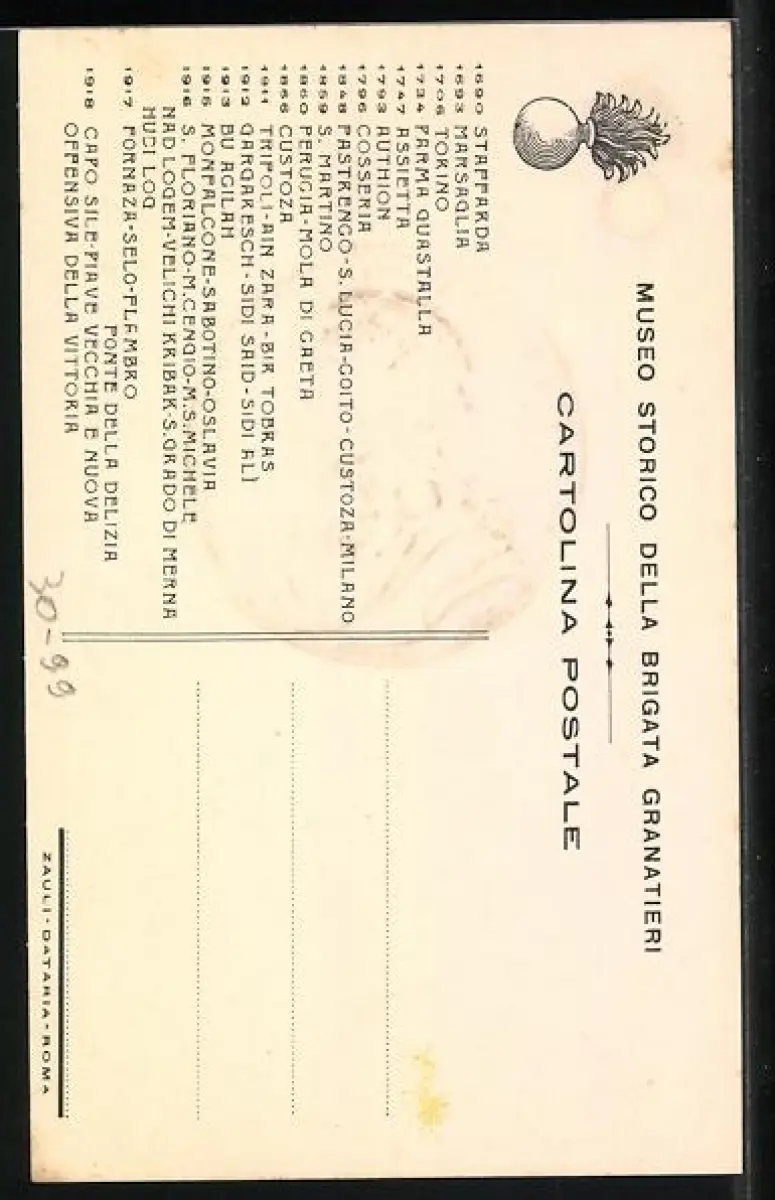 MUSEO STORICO DELLA BRIGATA GRANATIERI
CARTOLINA POSTALE
1690 STAFFARDA
1693 MARSAGLIA
1706 TORINO
1734 PARMA GUASTALLA
1747 ASSIETTA
1793 AUTHION
1796 COSSERIA
1848 PASTRENGO-S. LUCIA-GOITO-CUSTOZA-MILANO
1859 S. MARTINO
1860 PERUGIA-MOLA DI GAETA
1866 CUSTOZA
1911 TRIPOLI-AIN ZARA-BIR TOBRAS
1912 GARGARESCH-SIDI SAID-SIDI ALI
1913 BU AGILAH
1915 MONFALCONE-SABOTINO-OSLAVIA
1916 S. FLORIANO-M.CENGIO-M.S.MICHELE
NAD LOGEM-VELICHI KRIBAK-S.GRADO DI MERNA
HUDI LOG
1917 FORNAZA-SELO-FLAMBRO
PONTE DELLA DELIZIA
1918 CAPO SILE-PIAVE VECCHIA E NUOVA
OFFENSIVA DELLA VITTORIA
30-99
ZAULI-DATARIA-ROMA